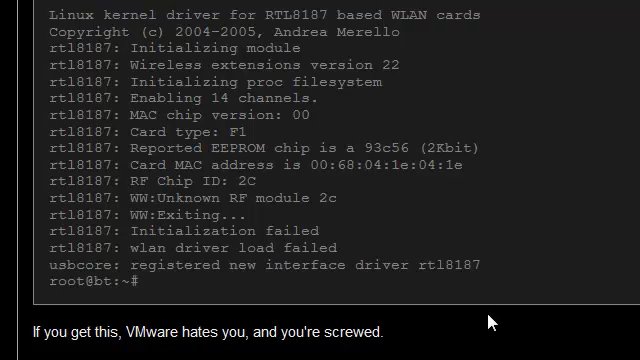 Linux kernel driver for RTL8187 based WLAN cards
Copyright (c) 2004-2005, Andrea Merello
rtl8187: Initializing module
rtl8187: Wireless extensions version 22
rtl8187: Initializing proc filesystem
rtl8187: Enabling 14 channels.
rtl8187: MAC chip version: 00
rtl8187: Card type: F1
rtl8187: Reported EEPROM chip is a 93c56 (2Kbit)
rtl8187: Card MAC address is 00:68:04:1e:04:1e
rtl8187: RF Chip ID: 2C
rtl8187: WW:Unknown RF module 2c
rtl8187: WW:Exiting...
rtl8187: Initialization failed
rtl8187: wlan driver load failed
usbcore: registered new interface driver rtl8187
root@bt:~#
If you get this, VMware hates you, and you're screwed.